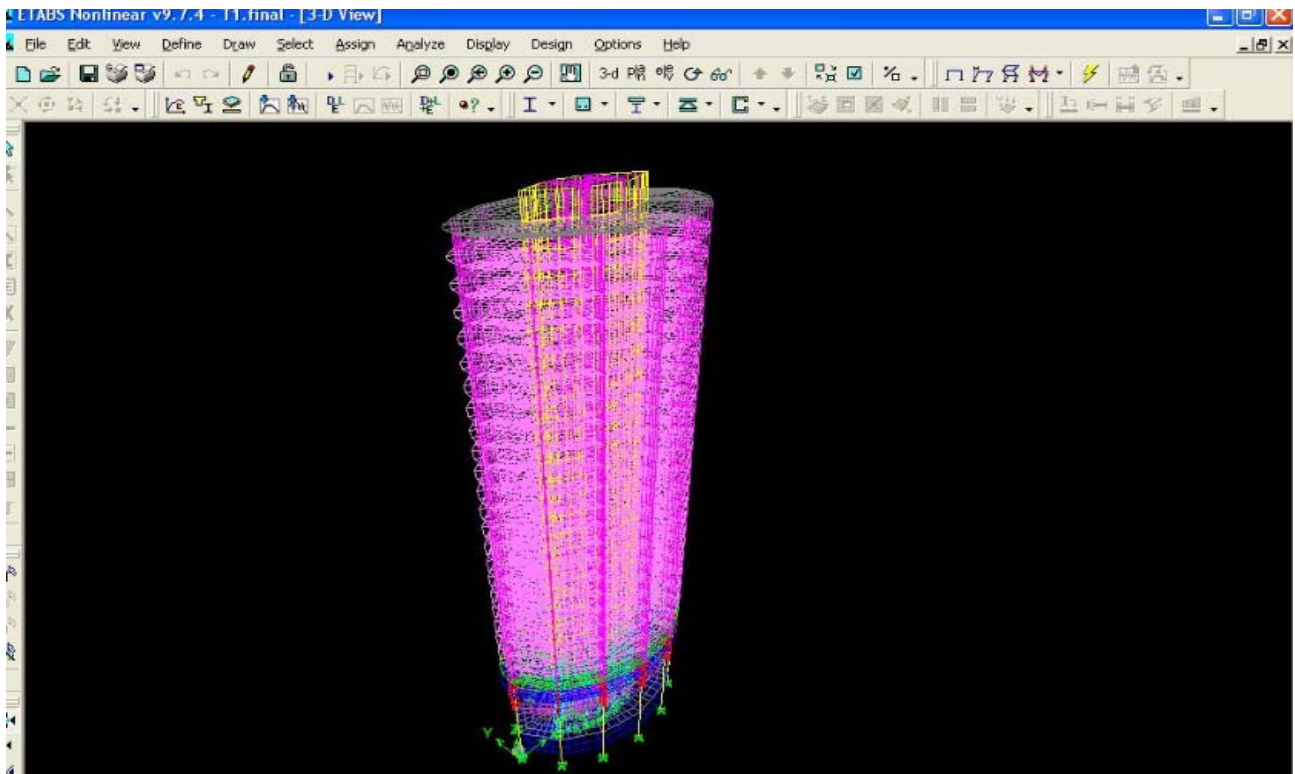 ETABS Nonlinear v9.7.4 - T1.final - [3-D View]
File Edit View Define Draw Select Assign Analyze Display Design Options Help
3-d
Y